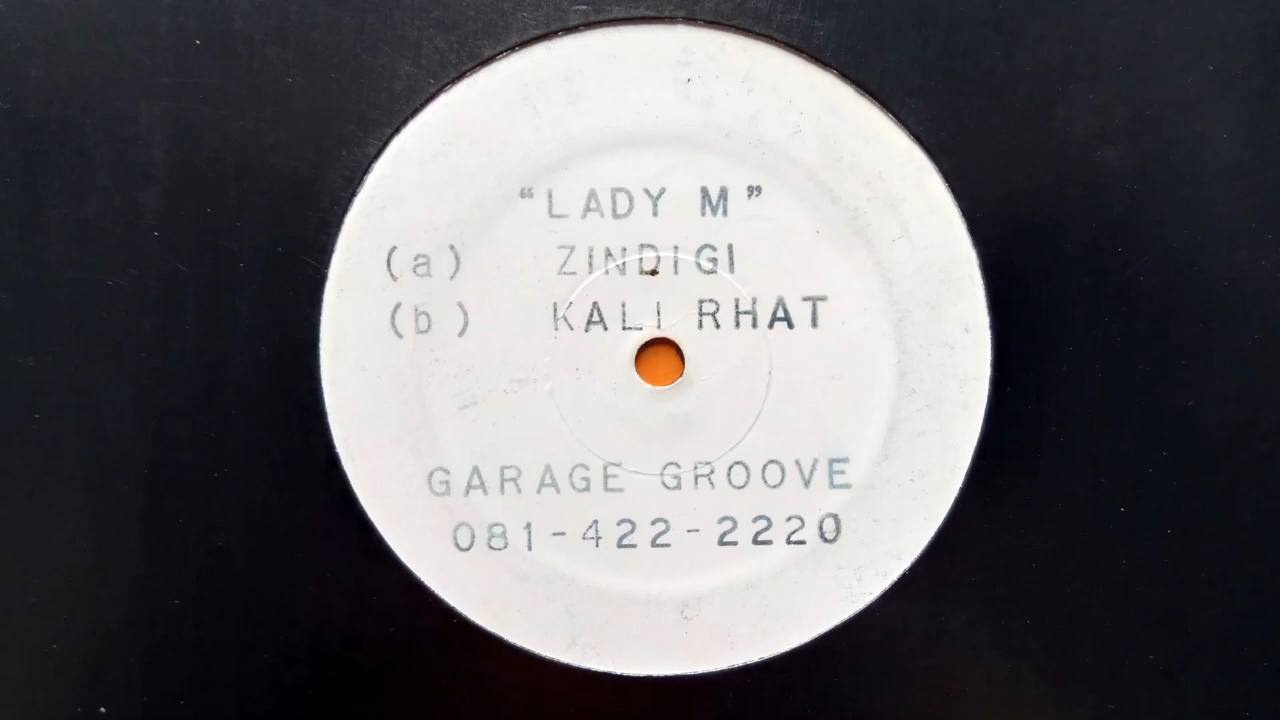 “LADY M”
(a) ZINDIGI
(b) KALI RHAT
GARAGE GROOVE
081-422-2220